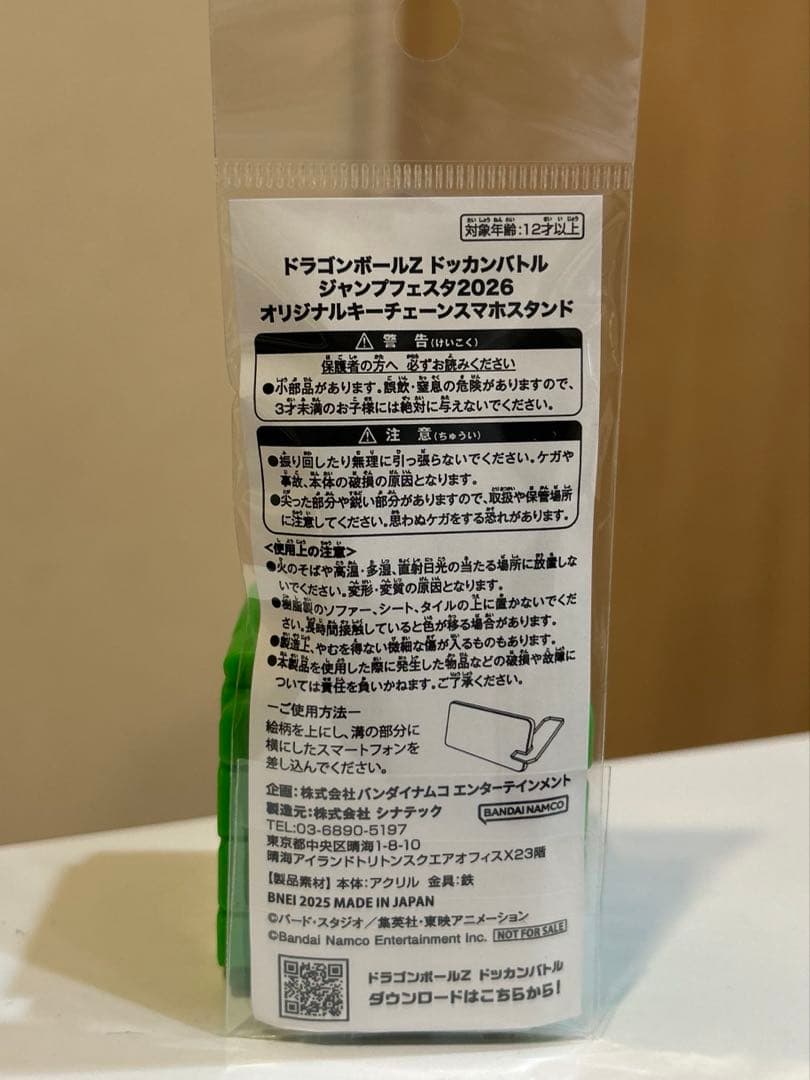 対象年齢:12才以上
ドラゴンボールZ ドッカンバトル
ジャンプフェスタ2026
オリジナルキーチェーンスマホスタンド
⚠ 警 告(けいこく)
保護者の方へ 必ずお読みください
●小部品があります。誤飲・窒息の危険がありますので、
3才未満のお子様には絶対に与えないでください。
⚠ 注 意(ちゅうい)
●振り回したり無理に引っ張らないでください。ケガや
事故、本体の破損の原因となります。
●尖った部分や鋭い部分がありますので、取扱や保管場所
に注意してください。思わぬケガをする恐れがあります。
<使用上の注意>
●火のそばや高温・多湿、直射日光の当たる場所に放置しな
いでください。変形・変質の原因となります。
●樹脂製のソファー、シート、タイルの上に置かないでくだ
さい。長時間接触していると色が移る場合があります。
●製造上、やむを得ない微細な傷が入るものもあります。
●本製品を使用した際に発生した物品などの破損や故障に
ついては責任を負いかねます。ご了承ください。
ーご使用方法ー
絵柄を上にし、溝の部分に
横にしたスマートフォンを
差し込んでください。
企画:株式会社バンダイナムコ エンターテインメント
製造元:株式会社 シナテック
BANDAI NAMCO
TEL:03-6890-5197
東京都中央区晴海1-8-10
晴海アイランドトリトンスクエアオフィスX23階
【製品素材】本体:アクリル 金具:鉄
BNEI 2025 MADE IN JAPAN
©バード・スタジオ/集英社・東映アニメーション
©Bandai Namco Entertainment Inc. NOT FOR SALE
ドラゴンボールZ ドッカンバトル
ダウンロードはこちらから!